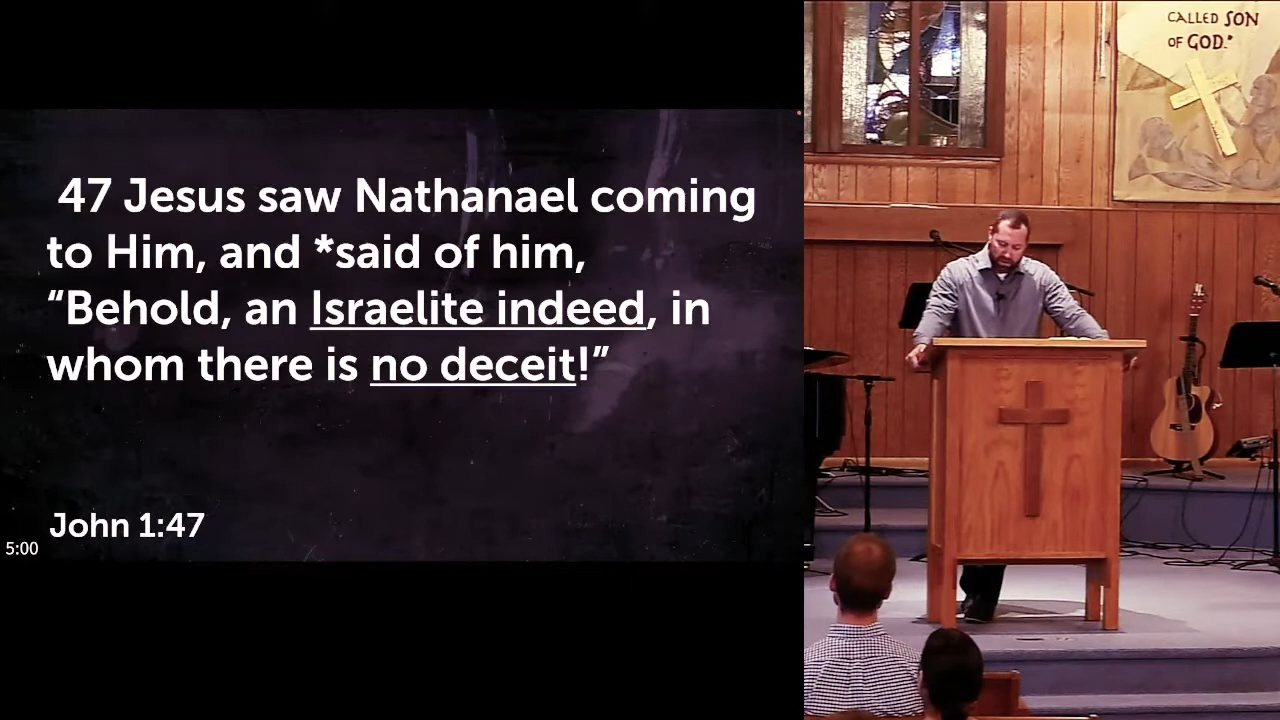 47 Jesus saw Nathanael coming
to Him, and *said of him,
“Behold, an Israelite indeed, in
whom there is no deceit!”
John 1:47
5:00
CALLED SON
OF GOD."